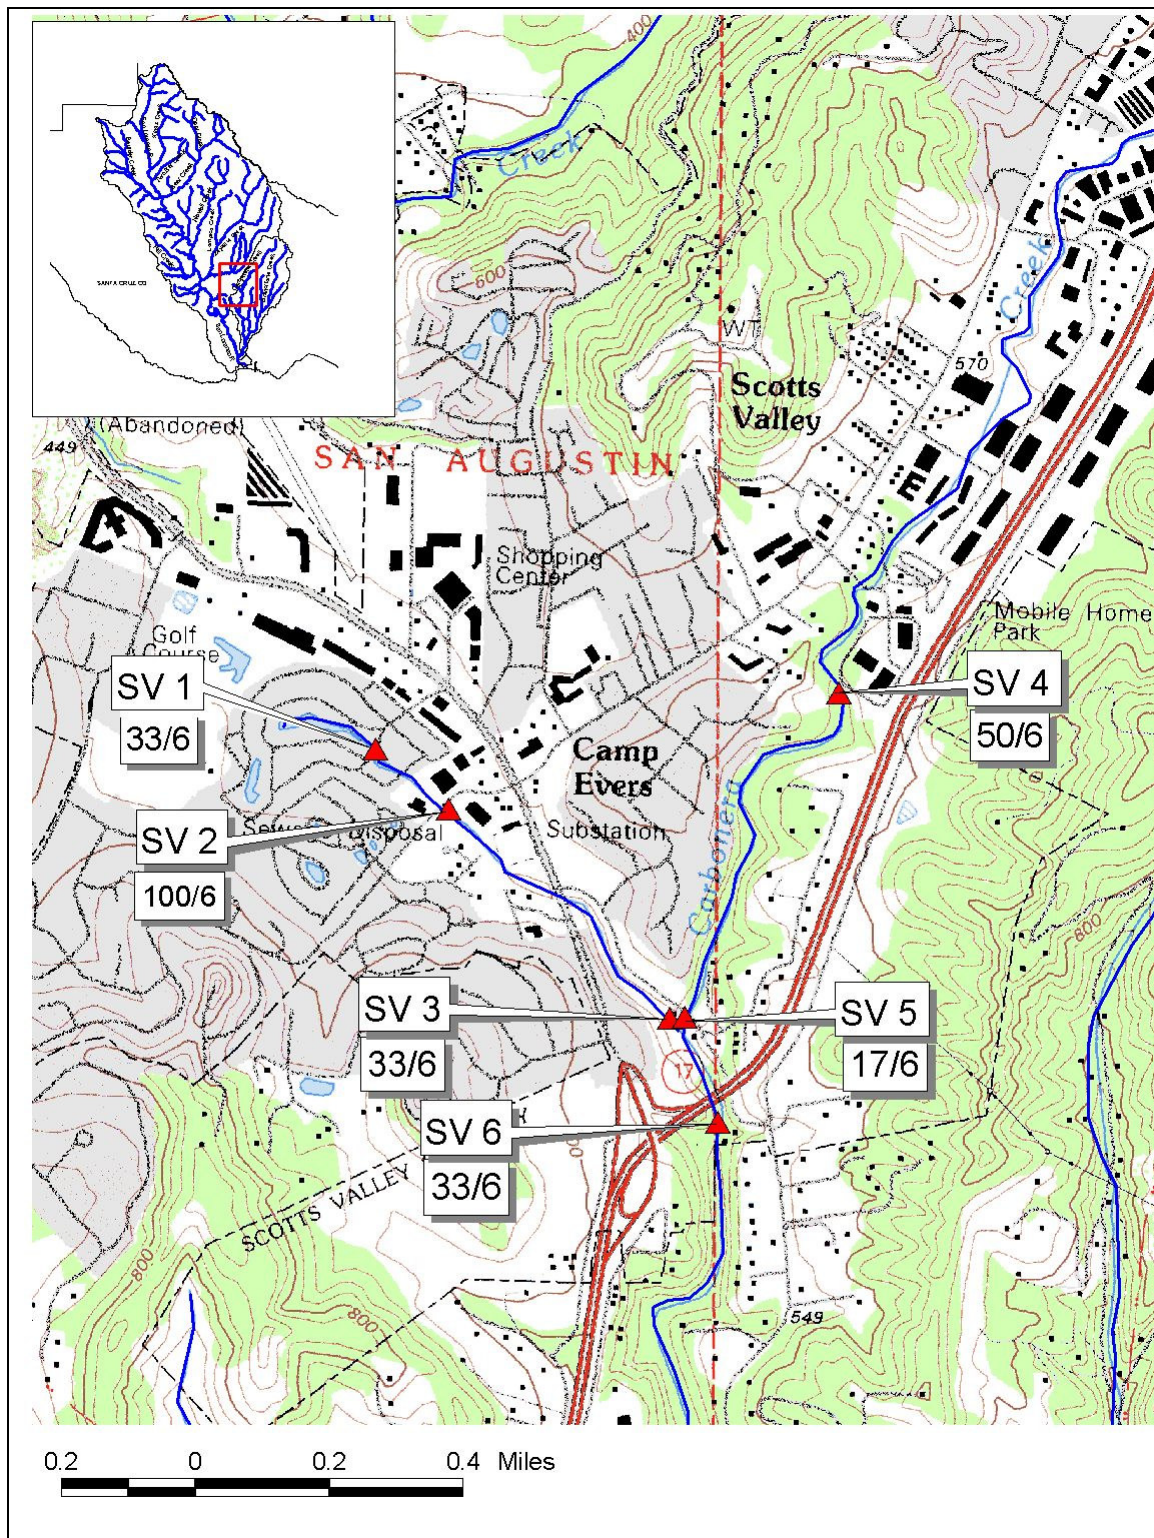 400
Creek
SANTA CRUZ CO
600
Creek
WT
570
Scotts
Valley
(Abandoned)
449
SAN AUGUSTIN
Shopping
Center
Golf
Course
Mobile Home
Park
SV 1
33/6
SV 4
50/6
Camp
Evers
Carbonera
SV 2
100/6
Disposal
Substation
800
SV 3
33/6
SV 5
17/6
17
SV 6
33/6
SCOTTS VALLEY
800
800
549
0.2 0 0.2 0.4 Miles